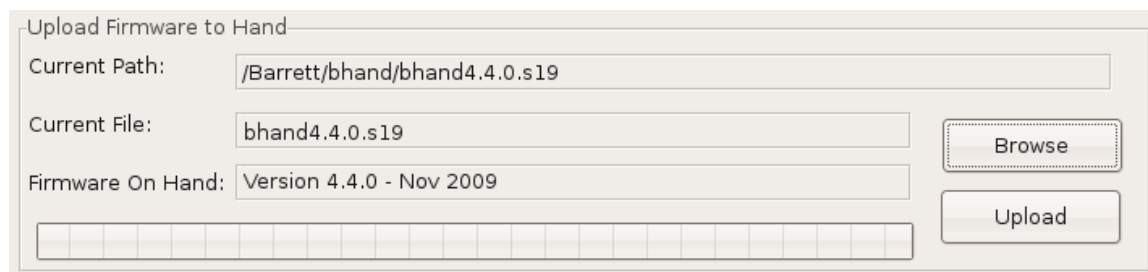 Upload Firmware to Hand
Current Path: /Barrett/bhand/bhand4.4.0.s19
Current File: bhand4.4.0.s19
Browse
Firmware On Hand: Version 4.4.0 - Nov 2009
Upload